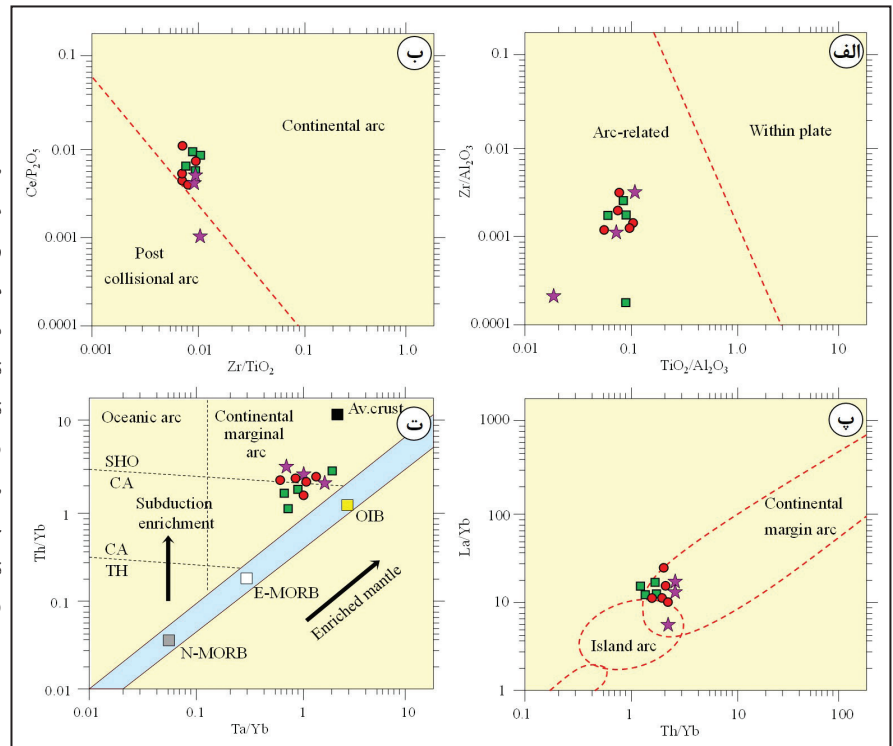 ب
0.1
0.01
0.001
0.0001
Ce/P₂O₅
Continental arc
Post
collisional arc
0.001
0.01
0.1
1.0
Zr/TiO₂
الف
0.1
0.01
0.001
0.0001
Zr/Al₂O₃
Arc-related
Within plate
0.01
0.1
1.0
10
TiO₂/Al₂O₃
ت
10
1
0.1
0.01
Th/Yb
Oceanic arc
Continental
marginal
arc
Av.crust
SHO
CA
Subduction
enrichment
OIB
CA
TH
E-MORB
Enriched mantle
N-MORB
0.01
0.1
1
10
Ta/Yb
پ
1000
100
10
1
La/Yb
Continental
margin arc
Island arc
0.1
1
10
100
Th/Yb